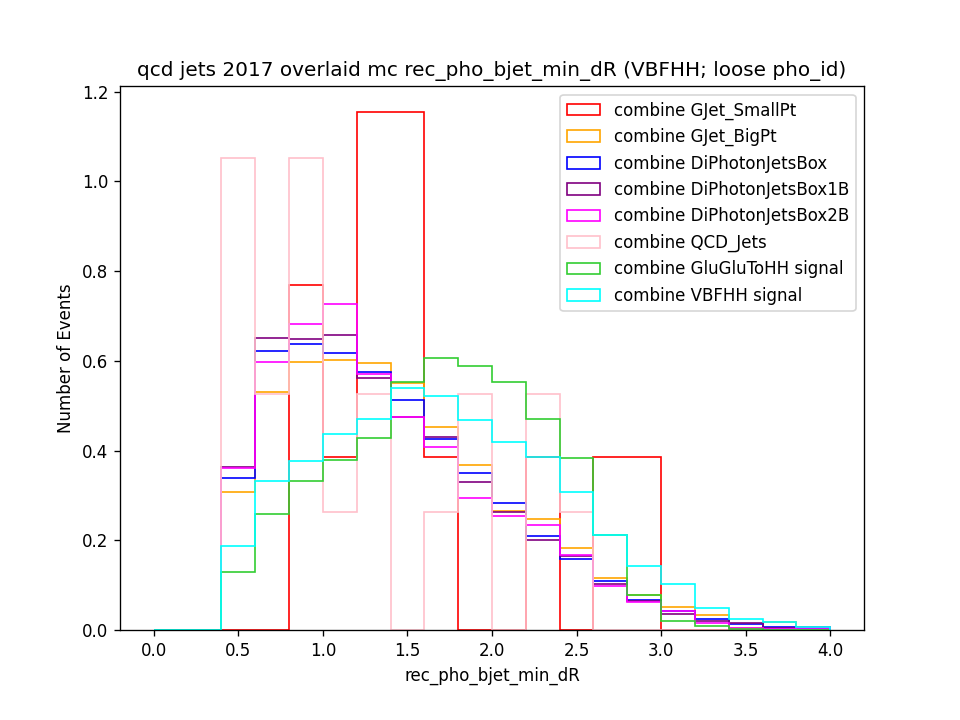 qcd jets 2017 overlaid mc rec_pho_bjet_min_dR (VBFHH; loose pho_id)
combine GJet_SmallPt
combine GJet_BigPt
combine DiPhotonJetsBox
combine DiPhotonJetsBox1B
combine DiPhotonJetsBox2B
combine QCD_Jets
combine GluGluToHH signal
combine VBFHH signal
Number of Events
1.2
1.0
0.8
0.6
0.4
0.2
0.0
0.0 0.5 1.0 1.5 2.0 2.5 3.0 3.5 4.0
rec_pho_bjet_min_dR